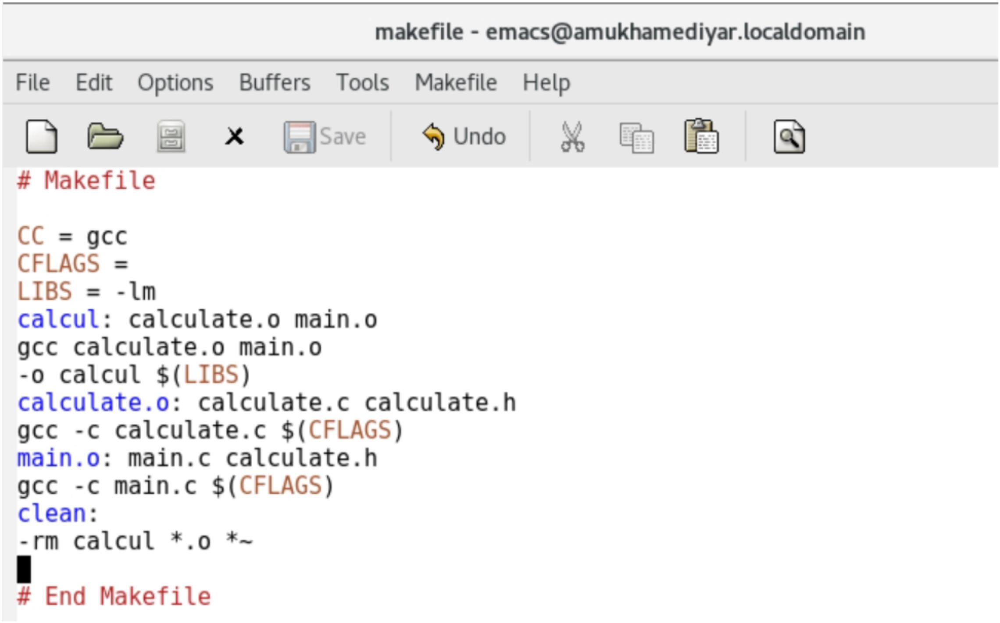 makefile - emacs@amukhamediyar.localdomain
File Edit Options Buffers Tools Makefile Help
Save Undo
# Makefile
CC = gcc
CFLAGS =
LIBS = -lm
calcul: calculate.o main.o
gcc calculate.o main.o
-o calcul $(LIBS)
calculate.o: calculate.c calculate.h
gcc -c calculate.c $(CFLAGS)
main.o: main.c calculate.h
gcc -c main.c $(CFLAGS)
clean:
-rm calcul *.o *~
# End Makefile